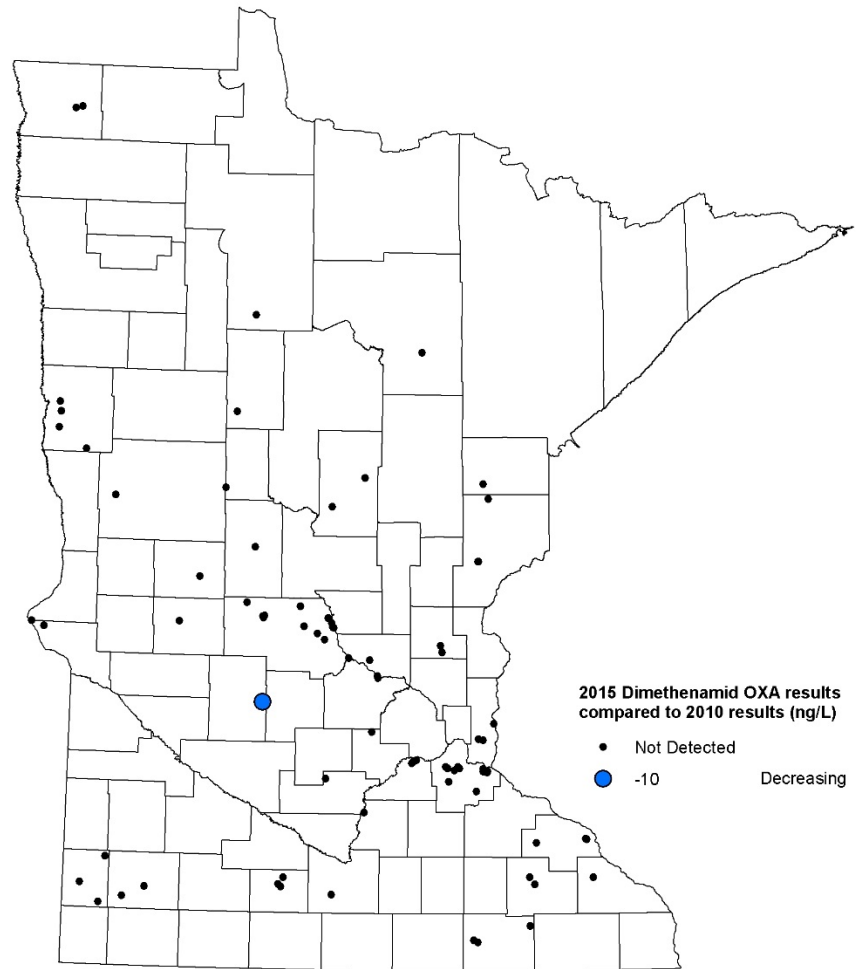 2015 Dimethenamid OXA results
compared to 2010 results (ng/L)
Not Detected
-10 Decreasing